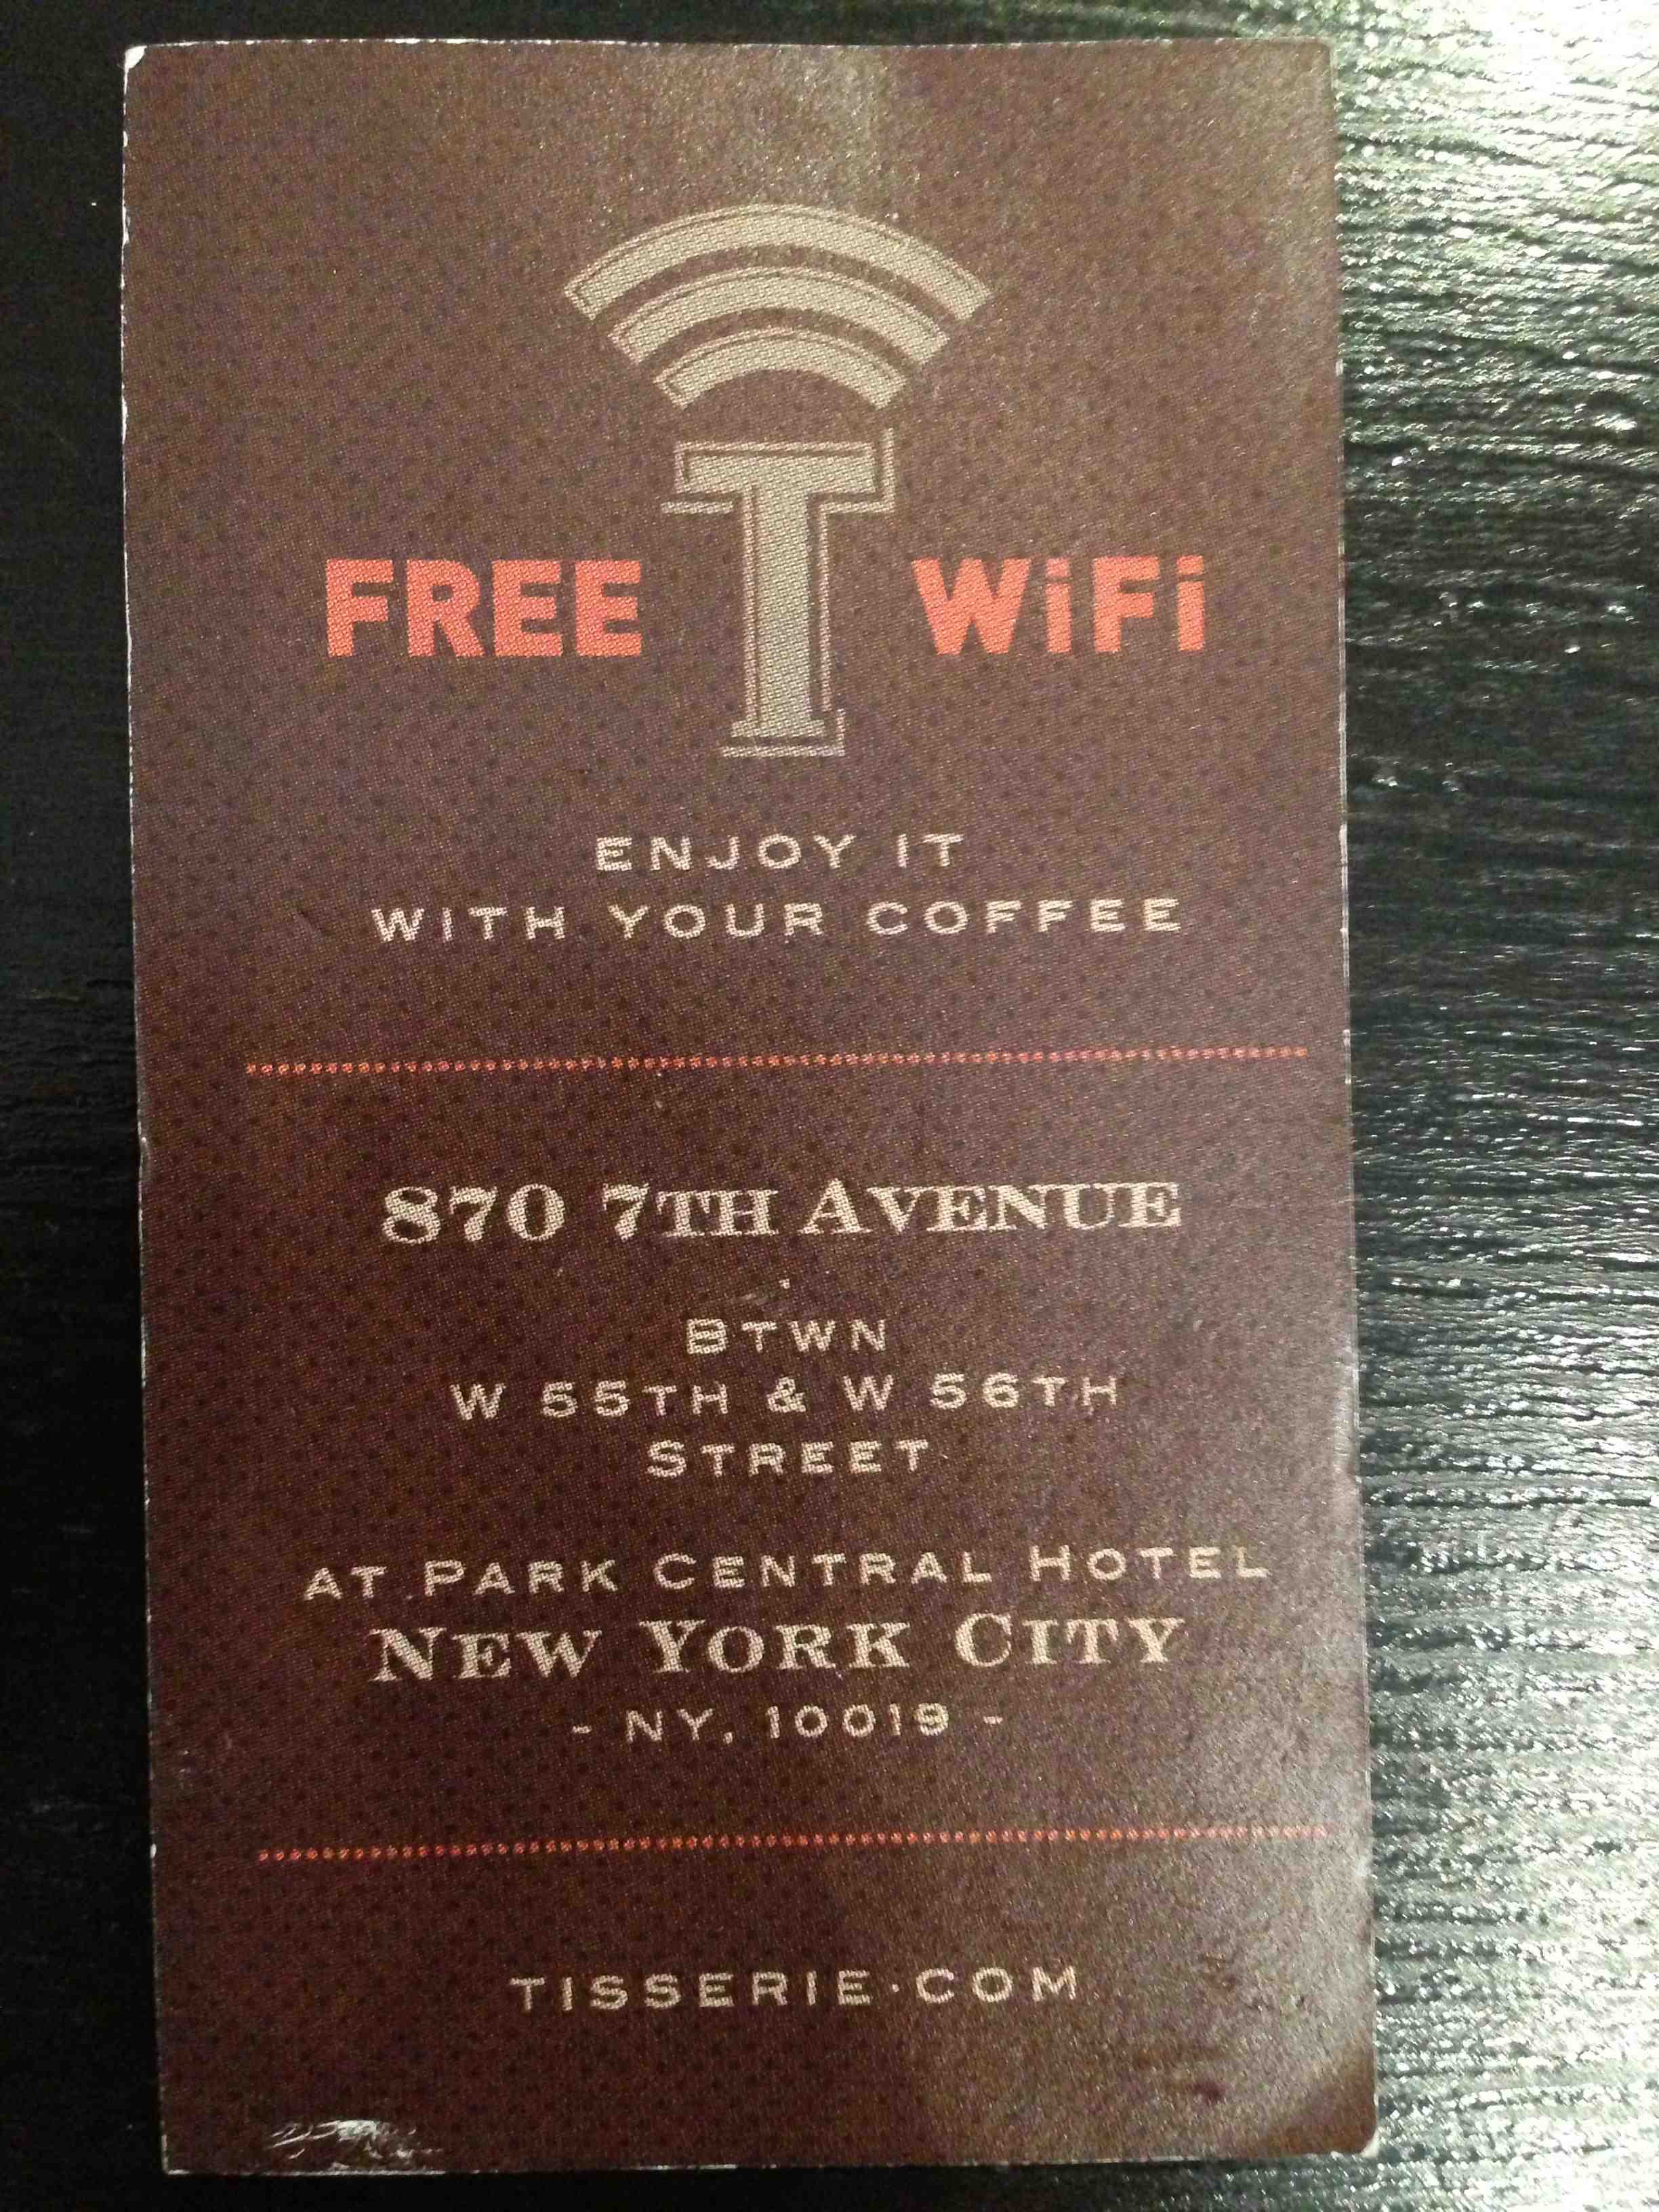 FREE T WiFi
ENJOY IT
WITH YOUR COFFEE
870 7TH AVENUE
BTWN
W 55TH & W 56TH
STREET
AT PARK CENTRAL HOTEL
NEW YORK CITY
- NY, 10019 -
TISSERIE.COM